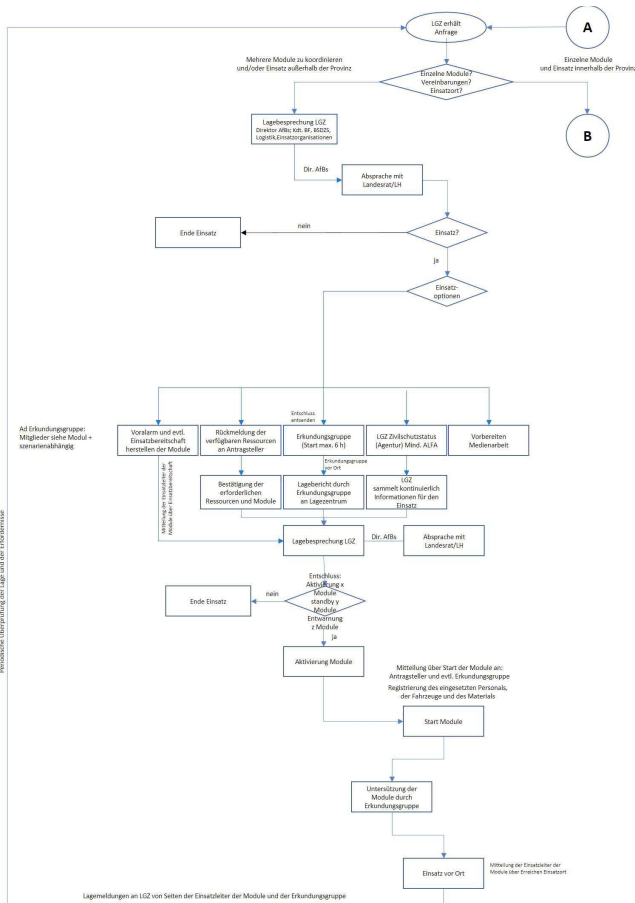 LGZ erhält
Anfrage
A
Mehrere Module zu koordinieren
und/oder Einsatz außerhalb der Provinz
Einzelne Module?
Vereinbarungen?
Einsatzort?
Einzelne Module
und Einsatz innerhalb der Provinz
B
Lagebesprechung LGZ
Direktor AfBs; Kdt. BF, BSDZS,
Logistik,Einsatzorganisationen
Dir. AfBs
Absprache mit
Landesrat/LH
Ende Einsatz
nein
Einsatz?
ja
Einsatz-
optionen
Ad Erkundungsgruppe:
Mitglieder siehe Modul +
szenarienabhängig
Entschluss
entsenden
Voralarm und evtl.
Einsatzbereitschaft
herstellen der Module
Rückmeldung der
verfügbaren Ressourcen
an Antragsteller
Erkundungsgruppe
(Start max. 6 h)
LGZ Zivilschutzstatus
(Agentur) Mind. ALFA
Vorbereiten
Medienarbeit
Mitteilung der Einsatzleiter der
Module über Einsatzbereitschaft
Erkundungsgruppe
vor Ort
Bestätigung der
erforderlichen
Ressourcen und Module
Lagebericht durch
Erkundungsgruppe
an Lagezentrum
LGZ
sammelt kontinuierlich
Informationen für den
Einsatz
Lagebesprechung LGZ
Dir. AfBs
Absprache mit
Landesrat/LH
Ende Einsatz
nein
Entschluss:
Aktivierung x
Module
standby y
Module
Entwarnung
z Module
ja
Aktivierung Module
Mitteilung über Start der Module an:
Antragsteller und evtl. Erkundungsgruppe
Registrierung des eingesetzten Personals,
der Fahrzeuge und des Materials
Start Module
Untersützung der
Module durch
Erkundungsgruppe
Einsatz vor Ort
Mitteilung der Einsatzleiter der
Module über Erreichen Einsatzort
Lagemeldungen an LGZ von Seiten der Einsatzleiter der Module und der Erkundungsgruppe
Periodische Überprüfung der Lage und der Erfordernisse